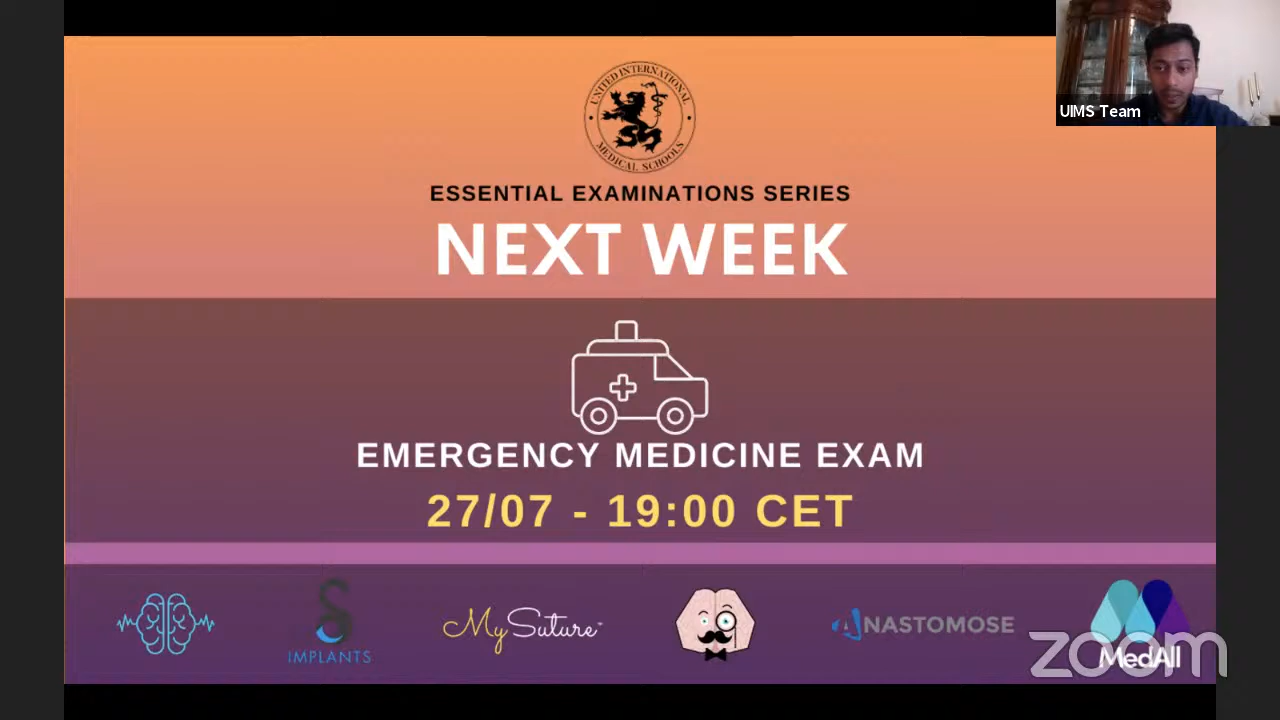 UIMS Team
UNITED INTERNATIONAL
MEDICAL SCHOOLS
ESSENTIAL EXAMINATIONS SERIES
NEXT WEEK
EMERGENCY MEDICINE EXAM
27/07 - 19:00 CET
S
IMPLANTS
MySuture™
ANASTOMOSE
MedAll
zoom